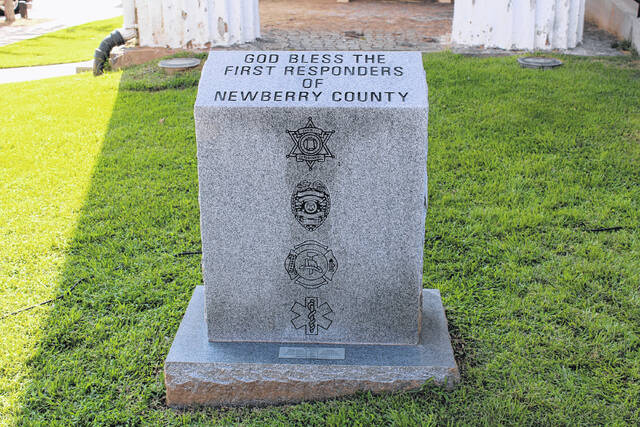 GOD BLESS THE
FIRST RESPONDERS
OF
NEWBERRY COUNTY